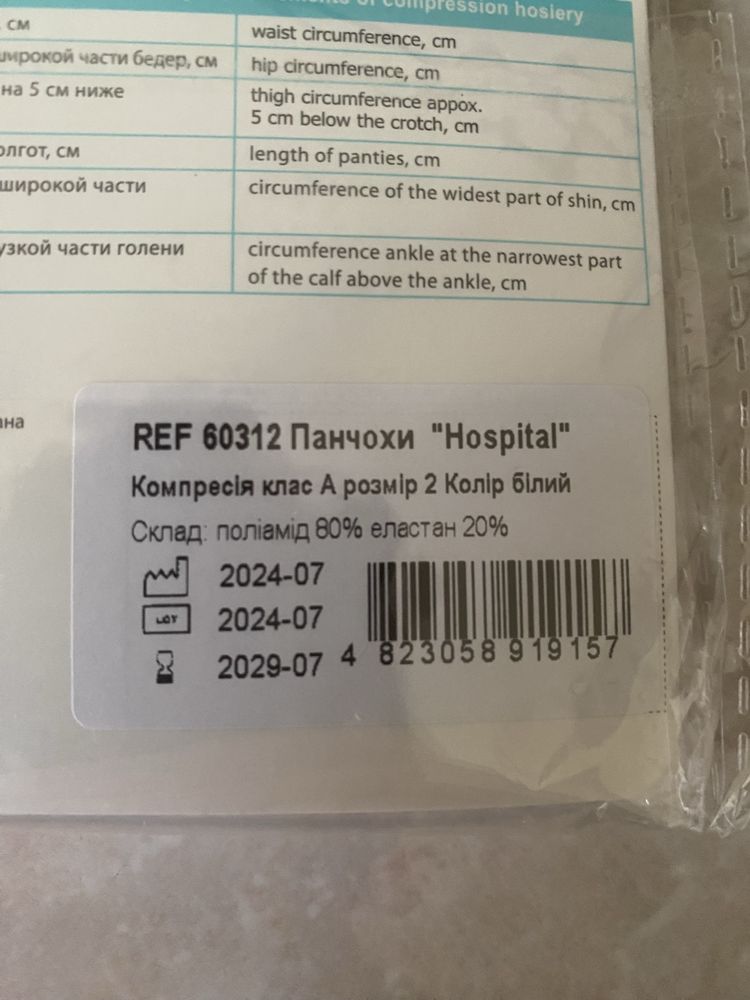 of compression hosiery
см
waist circumference, cm
широкой части бедер, см
hip circumference, cm
на 5 см ниже
thigh circumference appox.
5 cm below the crotch, cm
см
length of panties, cm
широкой части
circumference of the widest part of shin, cm
узкой части голени
circumference ankle at the narrowest part
of the calf above the ankle, cm
REF 60312 Панчохи "Hospital"
Компресія клас А розмір 2 Колір білий
Склад: поліамід 80% еластан 20%
2024-07
LOT 2024-07
2029-07
4 823058 919157